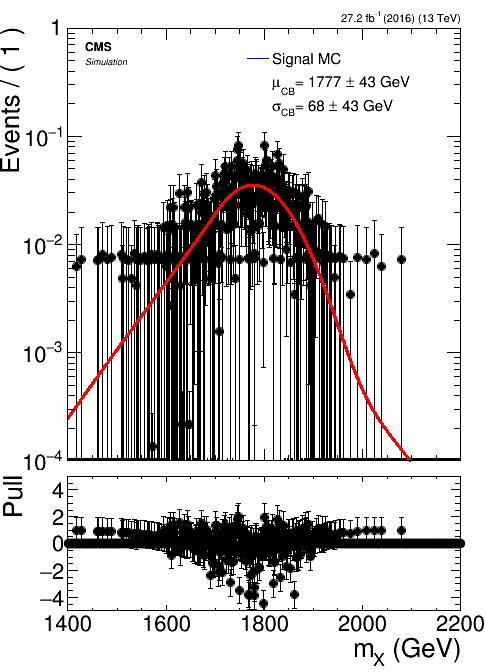 27.2 fb-1 (2016) (13 TeV)
CMS
Simulation
Signal MC
μCB= 1777 ± 43 GeV
σCB= 68 ± 43 GeV
Events / ( 1 )
1
10−1
10−2
10−3
10−4
Pull
4
2
0
−2
−4
1400 1600 1800 2000 2200
mX (GeV)